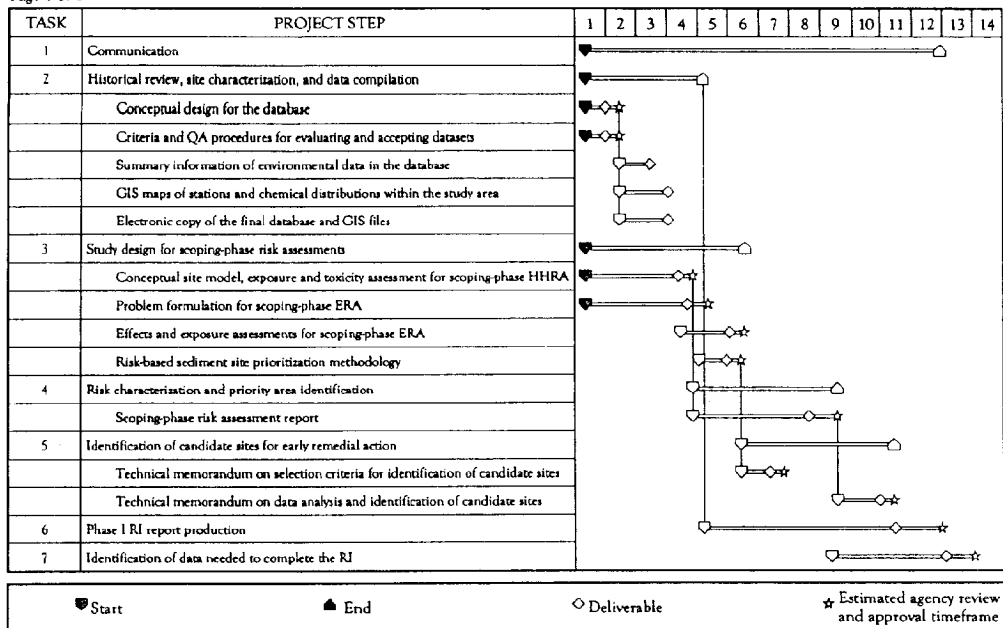 TASK PROJECT STEP 1 2 3 4 5 6 7 8 9 10 11 12 13 14
1 Communication
2 Historical review, site characterization, and data compilation
Conceptual design for the database
Criteria and QA procedures for evaluating and accepting datasets
Summary information of environmental data in the database
GIS maps of stations and chemical distributions within the study area
Electronic copy of the final database and GIS files
3 Study design for scoping-phase risk assessments
Conceptual site model, exposure and toxicity assessment for scoping-phase HHRA
Problem formulation for scoping-phase ERA
Effects and exposure assessments for scoping-phase ERA
Risk-based sediment site prioritization methodology
4 Risk characterization and priority area identification
Scoping-phase risk assessment report
5 Identification of candidate sites for early remedial action
Technical memorandum on selection criteria for identification of candidate sites
Technical memorandum on data analysis and identification of candidate sites
6 Phase I RI report production
7 Identification of data needed to complete the RI
Start End Deliverable Estimated agency review
and approval timeframe